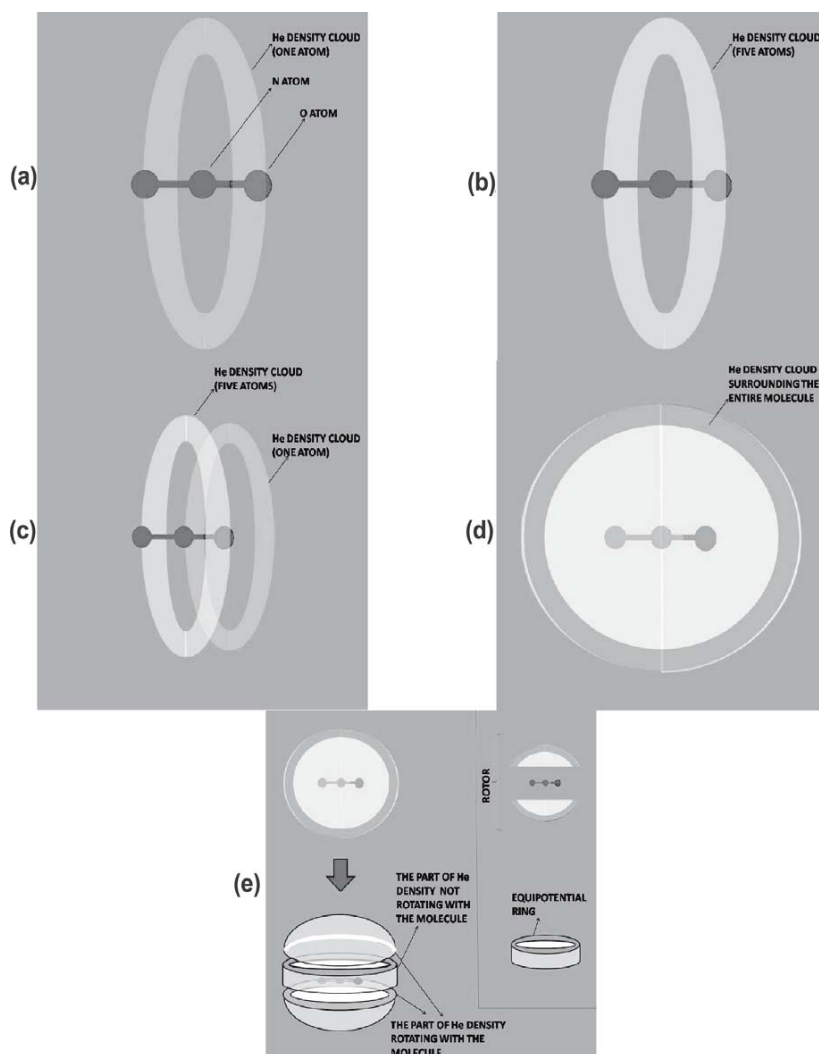 He DENSITY CLOUD
(ONE ATOM)
N ATOM
O ATOM
(a)
He DENSITY CLOUD
(FIVE ATOMS)
(b)
He DENSITY CLOUD
(FIVE ATOMS)
He DENSITY CLOUD
(ONE ATOM)
(c)
He DENSITY CLOUD
SURROUNDING THE
ENTIRE MOLECULE
(d)
ROTOR
(e)
THE PART OF He
DENSITY NOT
ROTATING WITH
THE MOLECULE
EQUIPOTENTIAL
RING
THE PART OF He DENSITY
ROTATING WITH THE
MOLECULE